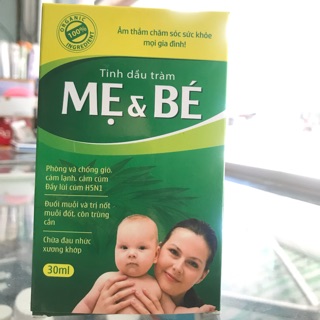 ORGANIC
100%
INGREDIENT
Âm thầm chăm sóc sức khỏe
mọi gia đình!
Tinh dầu tràm
MẸ & BÉ
Phòng và chống gió,
cảm lạnh, cảm cúm
Đẩy lùi cúm H5N1
Đuổi muỗi và trị nốt
muỗi đốt, côn trùng
cắn
Chữa đau nhức
xương khớp
30ml